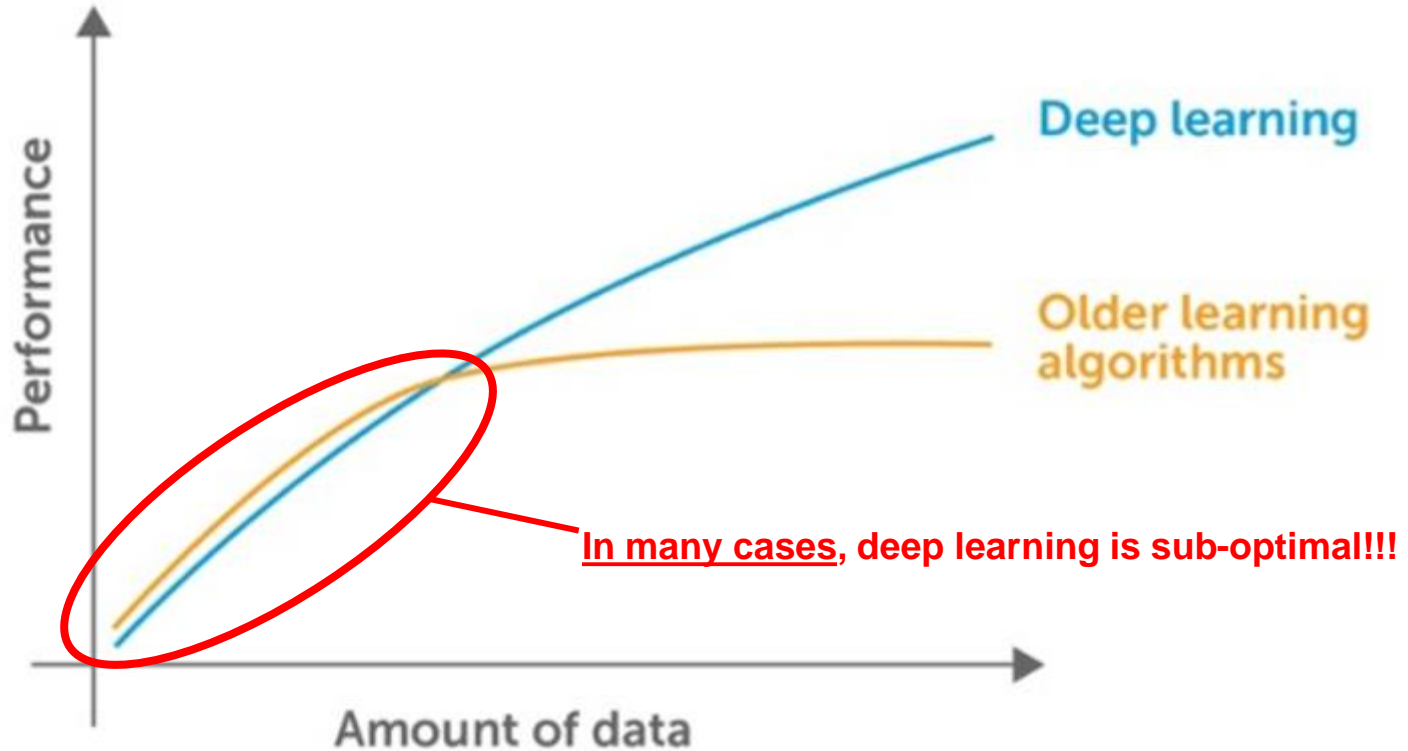 Performance
Deep learning
Older learning
algorithms
In many cases, deep learning is sub-optimal!!!
Amount of data